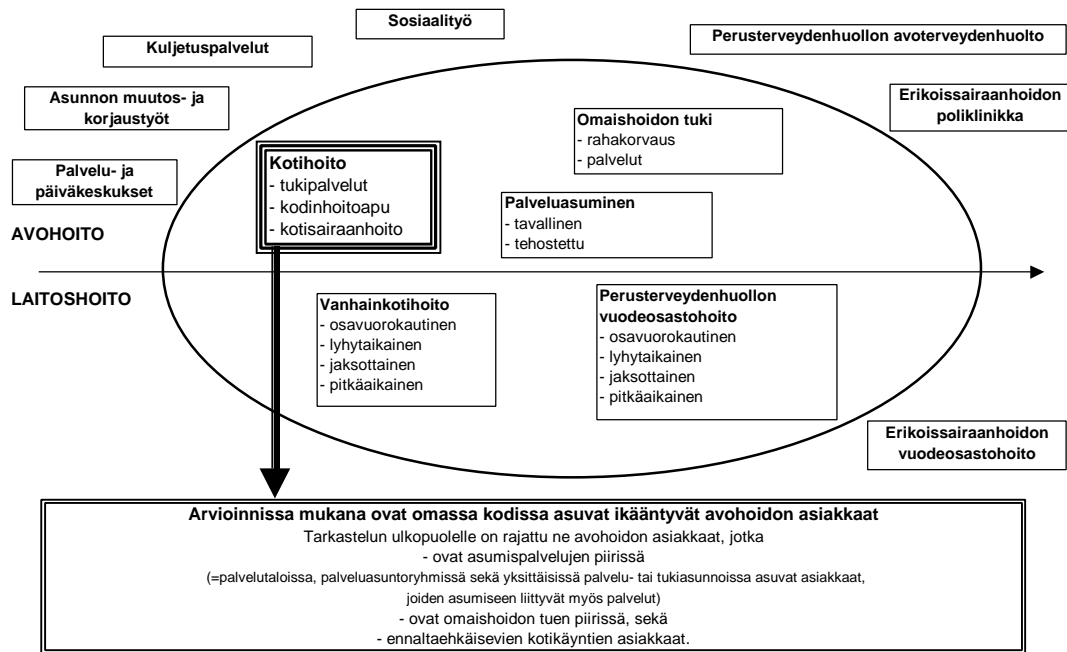 Sosiaalityö
Kuljetuspalvelut
Perusterveydenhuollon avoterveydenhuolto
Asunnon muutos- ja
korjaustyöt
Erikoissairaanhoidon
poliklinikka
Omaishoidon tuki
- rahakorvaus
- palvelut
Kotihoito
- tukipalvelut
- kodinhoitoapu
- kotisairaanhoito
Palvelu- ja
päiväkeskukset
Palveluasuminen
- tavallinen
- tehostettu
AVOHOITO
LAITOSHOITO
Vanhainkotihoito
- osavuorokautinen
- lyhytaikainen
- jaksottainen
- pitkäaikainen
Perusterveydenhuollon
vuodeosastohoito
- osavuorokautinen
- lyhytaikainen
- jaksottainen
- pitkäaikainen
Erikoissairaanhoidon
vuodeosastohoito
Arvioinnissa mukana ovat omassa kodissa asuvat ikääntyvät avohoidon asiakkaat
Tarkastelun ulkopuolelle on rajattu ne avohoidon asiakkaat, jotka
- ovat asumispalvelujen piirissä
(=palvelutaloissa, palveluasuntoryhmissä sekä yksittäisissä palvelu- tai tukiasunnoissa asuvat asiakkaat,
joiden asumiseen liittyvät myös palvelut)
- ovat omaishoidon tuen piirissä, sekä
- ennaltaehkäisevien kotikäyntien asiakkaat.